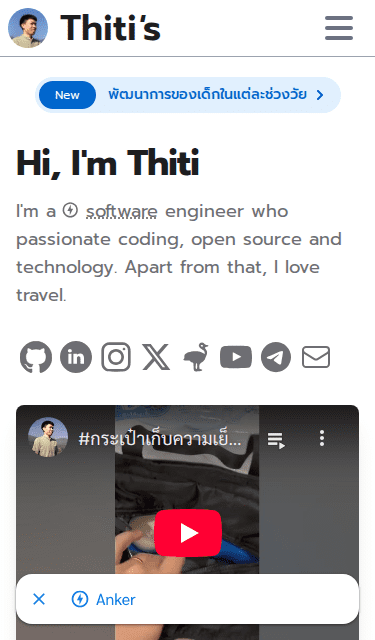 Thiti's
New พัฒนาการของเด็กในแต่ละช่วงวัย
Hi, I'm Thiti
I'm a software engineer who
passionate coding, open source and
technology. Apart from that, I love
travel.
#กระเป๋าเก็บความเย็...
Anker